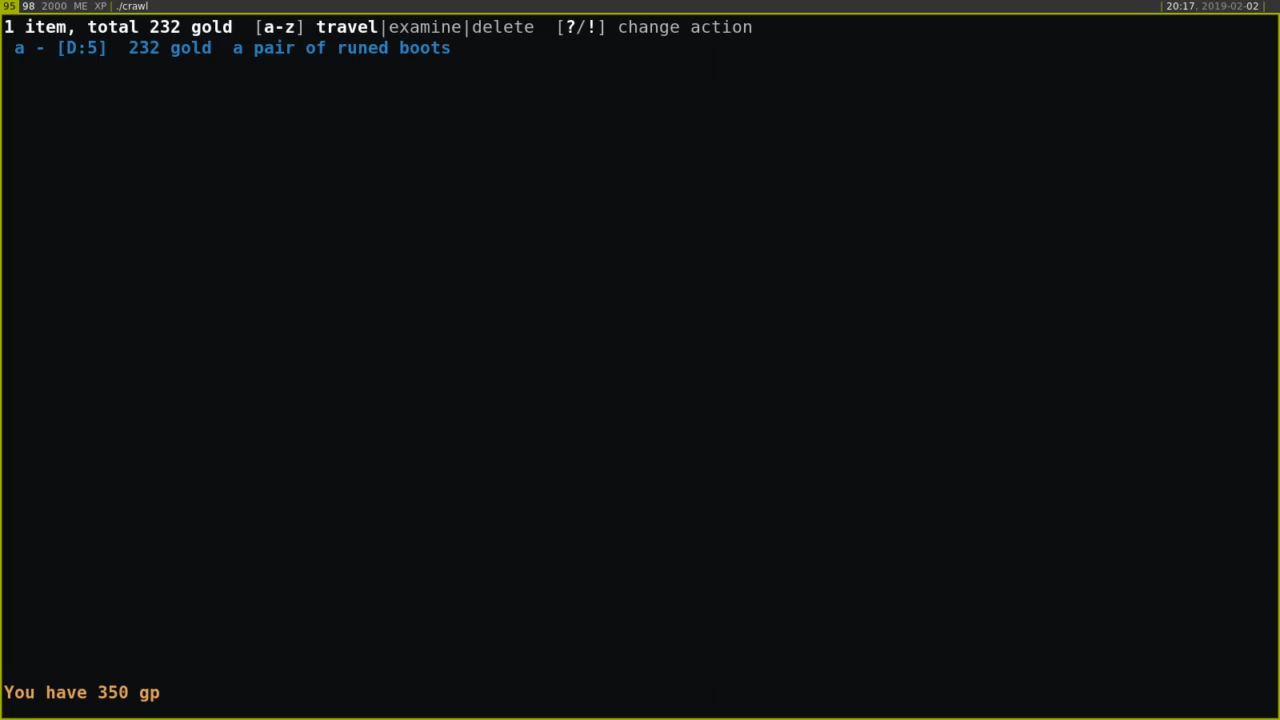 95 98 2000 ME XP | ./crawl | 20:17, 2019-02-02 |
1 item, total 232 gold [a-z] travel|examine|delete [?/!] change action
a - [D:5] 232 gold a pair of runed boots
You have 350 gp